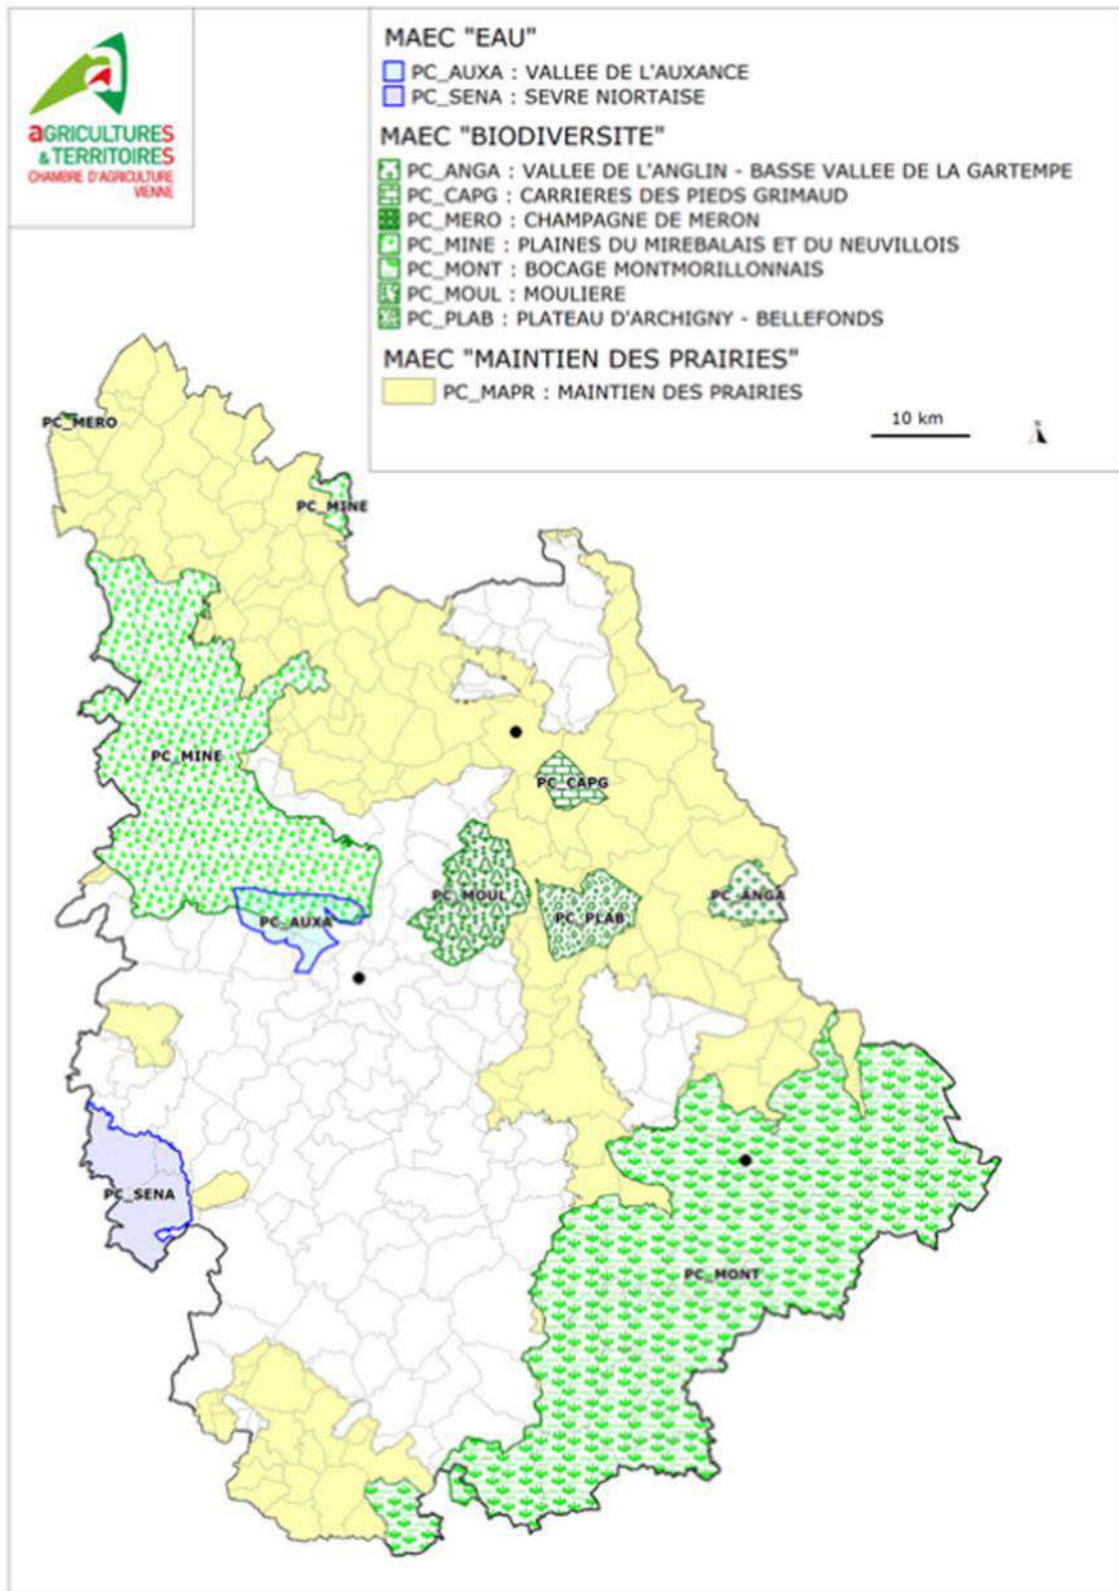 aGRICULTURES
& TERRITOIRES
CHAMBRE D'AGRICULTURE
VIENNE
MAEC "EAU"
PC_AUXA : VALLEE DE L'AUXANCE
PC_SENA : SEVRE NIORTAISE
MAEC "BIODIVERSITE"
PC_ANGA : VALLEE DE L'ANGLIN - BASSE VALLEE DE LA GARTEMPE
PC_CAPG : CARRIERES DES PIEDS GRIMAUD
PC_MERO : CHAMPAGNE DE MERON
PC_MINE : PLAINES DU MIREBALAIS ET DU NEUVILLOIS
PC_MONT : BOCAGE MONTMORILLONNAIS
PC_MOUL : MOULIERE
PC_PLAB : PLATEAU D'ARCHIGNY - BELLEFONDS
MAEC "MAINTIEN DES PRAIRIES"
PC_MAPR : MAINTIEN DES PRAIRIES
10 km
PC_MERO
PC_MINE
PC_MINE
PC_CAPG
PC_MOUL
PC_ANGA
PC_PLAB
PC_AUXA
PC_SENA
PC_MONT